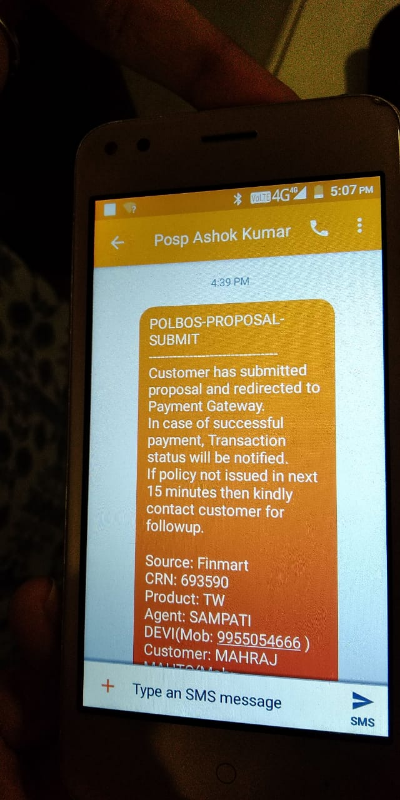 VoLTE 4G 4G 5:07 PM
Posp Ashok Kumar
4:39 PM
POLBOS-PROPOSAL-
SUBMIT
----------------------------------
Customer has submitted
proposal and redirected to
Payment Gateway.
In case of successful
payment, Transaction
status will be notified.
If policy not issued in next
15 minutes then kindly
contact customer for
followup.
Source: Finmart
CRN: 693590
Product: TW
Agent: SAMPATI
DEVI(Mob: 9955054666 )
Customer: MAHRAJ
Type an SMS message
SMS